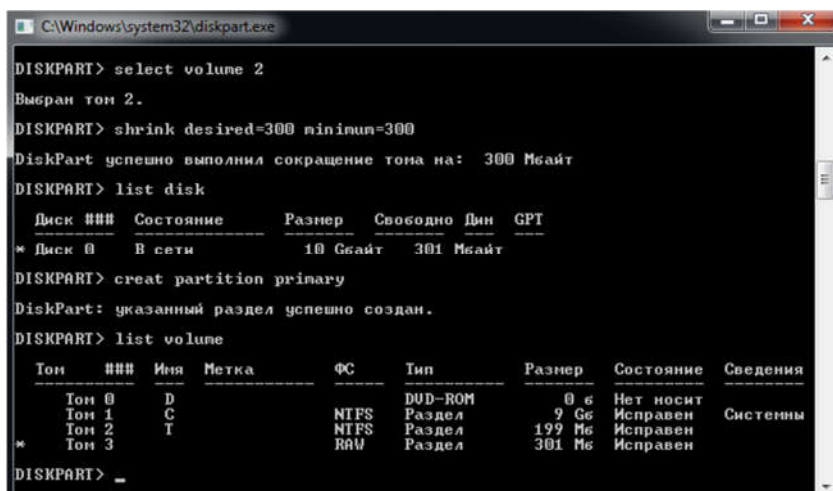 C:\Windows\system32\diskpart.exe
DISKPART> select volume 2
Выбран том 2.
DISKPART> shrink desired=300 minimum=300
DiskPart успешно выполнил сокращение тома на: 300 Мбайт
DISKPART> list disk
Диск ### Состояние Размер Свободно Дин GPT
* Диск 0 В сети 10 Gбайт 301 Mбайт
DISKPART> creat partition primary
DiskPart: указанный раздел успешно создан.
DISKPART> list volume
Том ### Имя Метка ФС Тип Размер Состояние Сведения
Том 0 D DVD-ROM 0 б Нет носит
Том 1 C NTFS Раздел 9 Gб Исправен Системны
Том 2 T NTFS Раздел 199 Mб Исправен
* Том 3 RAW Раздел 301 Mб Исправен
DISKPART> _